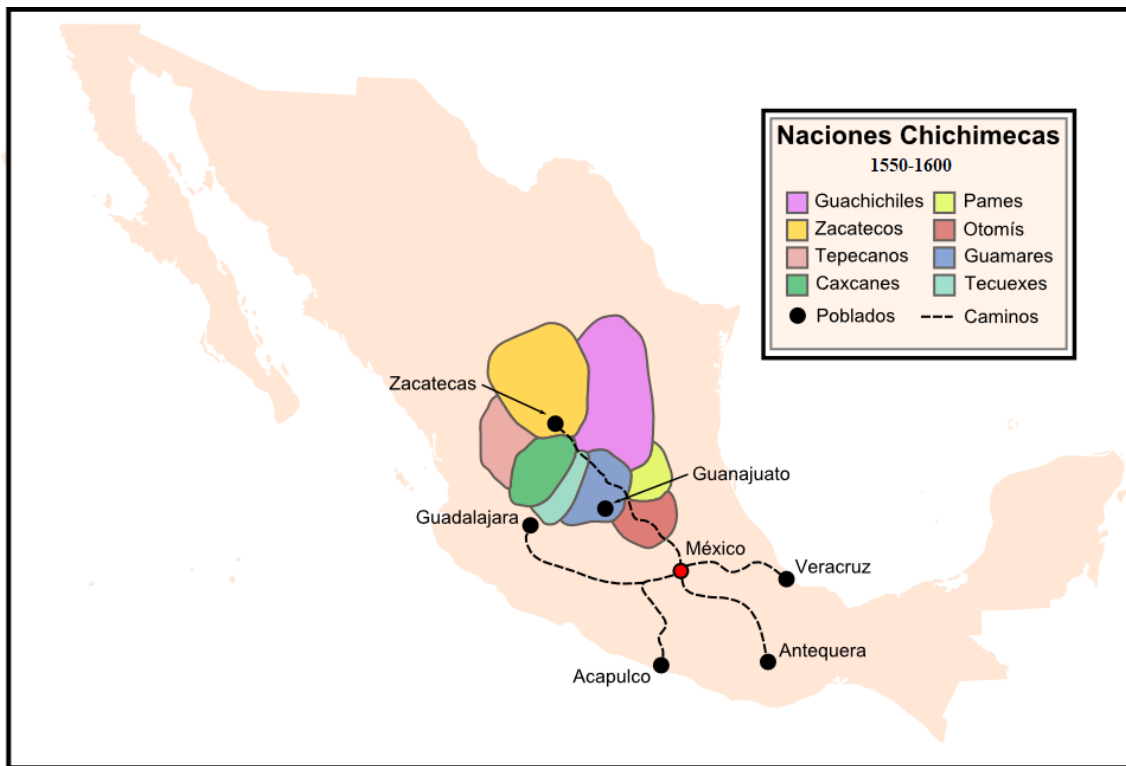 Naciones Chichimecas
1550-1600
Guachichiles
Pames
Zacatecos
Otomís
Tepecanos
Guamares
Caxcanes
Tecuexes
Poblados
Caminos
Zacatecas
Guanajuato
Guadalajara
México
Veracruz
Antequera
Acapulco